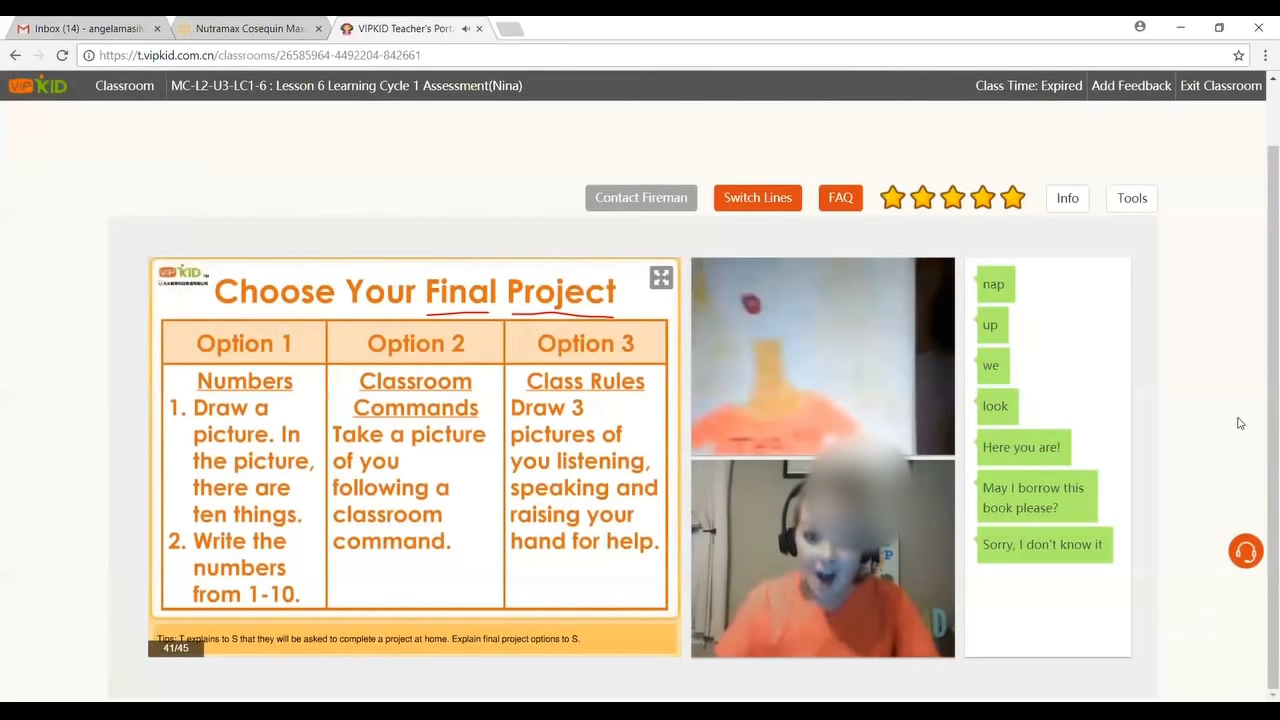 Inbox (14) - angelamasih
Nutramax Cosequin Max
VIPKID Teacher's Port
https://t.vipkid.com.cn/classrooms/26585964-4492204-842661
VIPKID
Classroom
MC-L2-U3-LC1-6 : Lesson 6 Learning Cycle 1 Assessment(Nina)
Class Time: Expired
Add Feedback
Exit Classroom
Contact Fireman
Switch Lines
FAQ
Info
Tools
VIPKID
Choose Your Final Project
Option 1
Option 2
Option 3
Numbers
1. Draw a
picture. In
the picture,
there are
ten things.
2. Write the
numbers
from 1-10.
Classroom
Commands
Take a picture
of you
following a
classroom
command.
Class Rules
Draw 3
pictures of
you listening,
speaking and
raising your
hand for help.
Tips: T explains to S that they will be asked to complete a project at home. Explain final project options to S.
41/45
nap
up
we
look
Here you are!
May I borrow this
book please?
Sorry, I don't know it